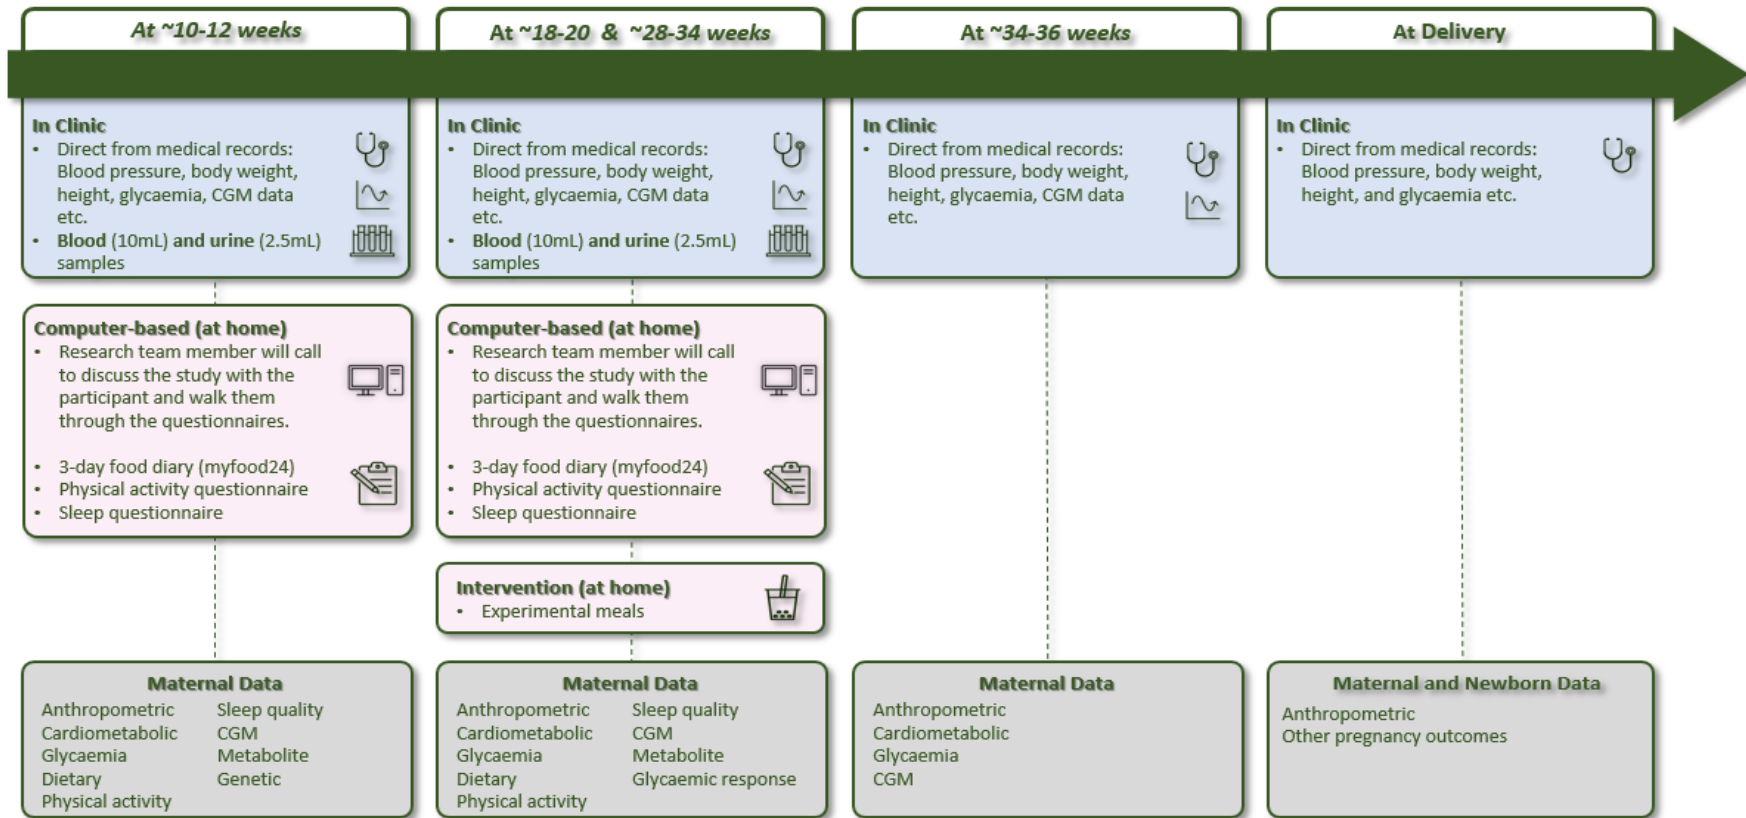 At ~10-12 weeks
At ~18-20 & ~28-34 weeks
At ~34-36 weeks
At Delivery
In Clinic
• Direct from medical records:
Blood pressure, body weight,
height, glycaemia, CGM data
etc.
• Blood (10mL) and urine (2.5mL)
samples
In Clinic
• Direct from medical records:
Blood pressure, body weight,
height, glycaemia, CGM data
etc.
• Blood (10mL) and urine (2.5mL)
samples
In Clinic
• Direct from medical records:
Blood pressure, body weight,
height, glycaemia, CGM data
etc.
In Clinic
• Direct from medical records:
Blood pressure, body weight,
height, and glycaemia etc.
Computer-based (at home)
• Research team member will call
to discuss the study with the
participant and walk them
through the questionnaires.
• 3-day food diary (myfood24)
• Physical activity questionnaire
• Sleep questionnaire
Computer-based (at home)
• Research team member will call
to discuss the study with the
participant and walk them
through the questionnaires.
• 3-day food diary (myfood24)
• Physical activity questionnaire
• Sleep questionnaire
Intervention (at home)
• Experimental meals
Maternal Data
Anthropometric
Cardiometabolic
Glycaemia
Dietary
Physical activity
Sleep quality
CGM
Metabolite
Genetic
Maternal Data
Anthropometric
Cardiometabolic
Glycaemia
Dietary
Physical activity
Sleep quality
CGM
Metabolite
Glycaemic response
Maternal Data
Anthropometric
Cardiometabolic
Glycaemia
CGM
Maternal and Newborn Data
Anthropometric
Other pregnancy outcomes